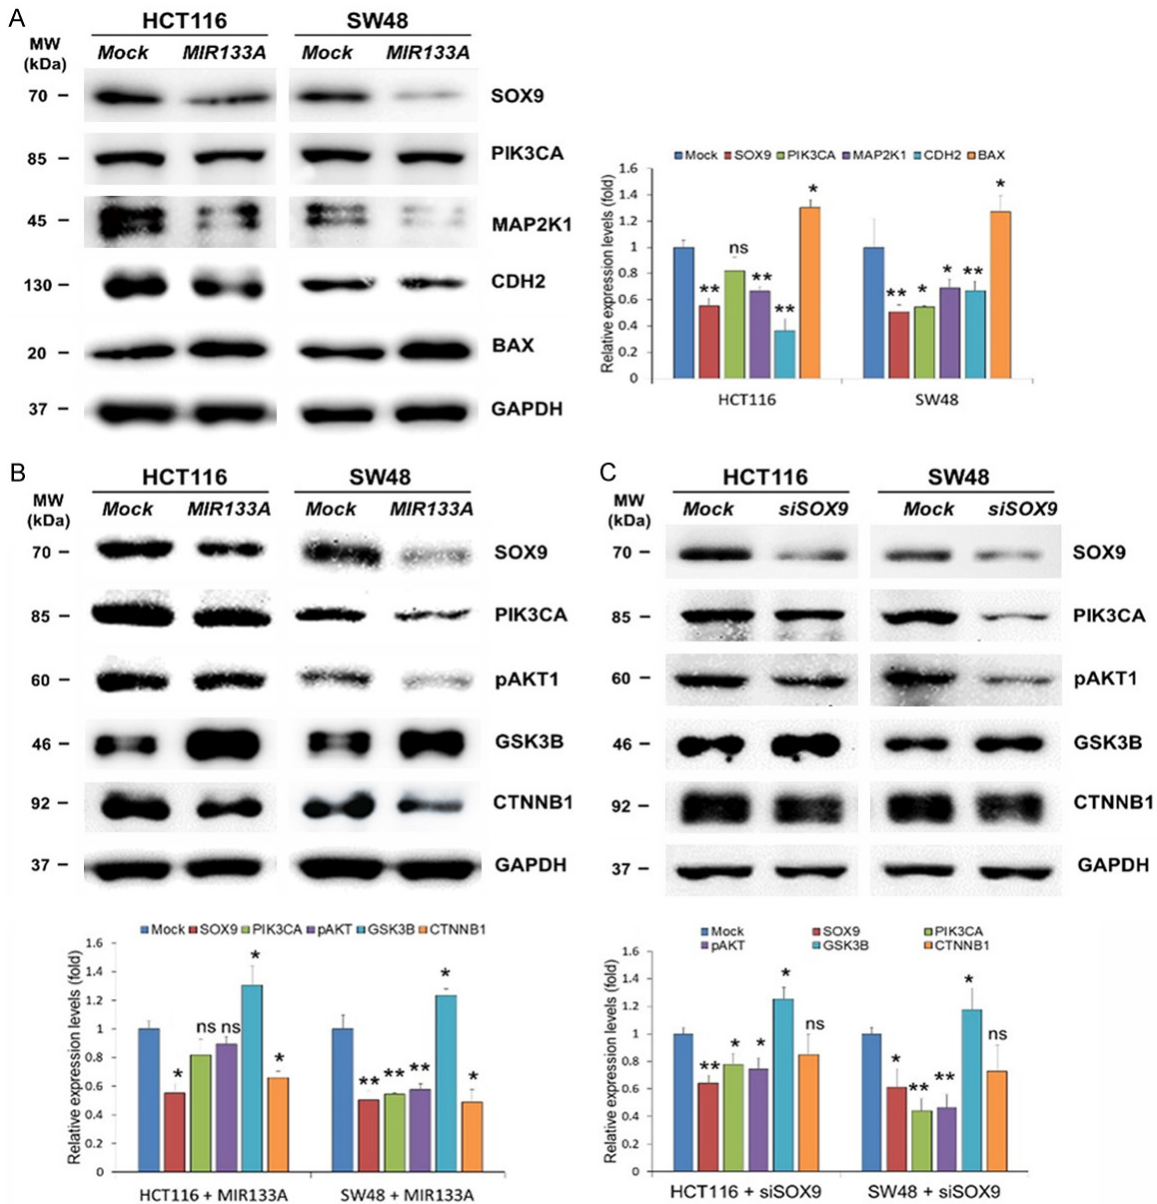 A
HCT116 SW48
MW (kDa) Mock MIR133A Mock MIR133A
70 SOX9
85 PIK3CA
45 MAP2K1
130 CDH2
20 BAX
37 GAPDH
Mock SOX9 PIK3CA MAP2K1 CDH2 BAX
Relative expression levels (fold)
1.6
1.4
1.2
1
0.8
0.6
0.4
0.2
0
** ns ** ** *
** * * ** *
HCT116 SW48
B
HCT116 SW48
MW (kDa) Mock MIR133A Mock MIR133A
70 SOX9
85 PIK3CA
60 pAKT1
46 GSK3B
92 CTNNB1
37 GAPDH
Mock SOX9 PIK3CA pAKT GSK3B CTNNB1
Relative expression levels (fold)
1.6
1.4
1.2
1
0.8
0.6
0.4
0.2
0
* ns ns * *
** ** ** * *
HCT116 + MIR133A SW48 + MIR133A
C
HCT116 SW48
MW (kDa) Mock siSOX9 Mock siSOX9
70 SOX9
85 PIK3CA
60 pAKT1
46 GSK3B
92 CTNNB1
37 GAPDH
Mock SOX9 PIK3CA
pAKT GSK3B CTNNB1
Relative expression levels (fold)
1.6
1.4
1.2
1
0.8
0.6
0.4
0.2
0
** * * * ns
* ** ** * ns
HCT116 + siSOX9 SW48 + siSOX9